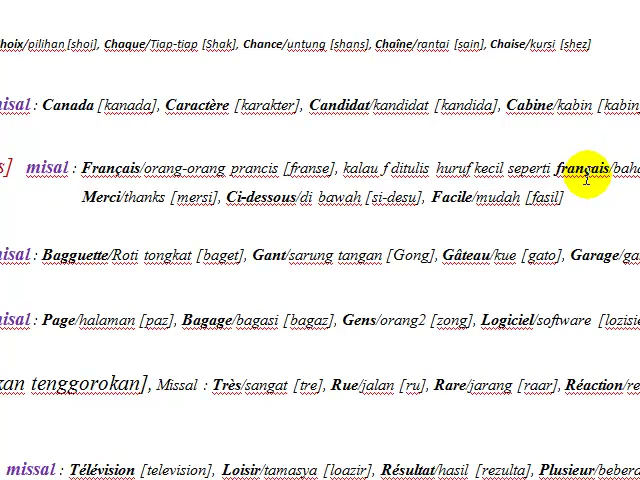 hoix/pilihan [shoi], Chaque/Tiap-tiap [Shak], Chance/untung [shans], Chaîne/rantai [sain], Chaise/kursi [shez]
misal : Canada [kanada], Caractère [karakter], Candidat/kandidat [kandida], Cabine/kabin [kabin
s] misal : Français/orang-orang prancis [franse], kalau f ditulis huruf kecil seperti français/baha
Merci/thanks [mersi], Ci-dessous/di bawah [si-desu], Facile/mudah [fasil]
misal : Bagguette/Roti tongkat [baget], Gant/sarung tangan [Gong], Gâteau/kue [gato], Garage/ga
misal : Page/halaman [paz], Bagage/bagasi [bagaz], Gens/orang2 [zong], Logiciel/software [lozisie
kan tenggorokan], Missal : Très/sangat [tre], Rue/jalan [ru], Rare/jarang [raar], Réaction/re
missal : Télévision [television], Loisir/tamasya [loazir], Résultat/hasil [rezulta], Plusieur/bebera